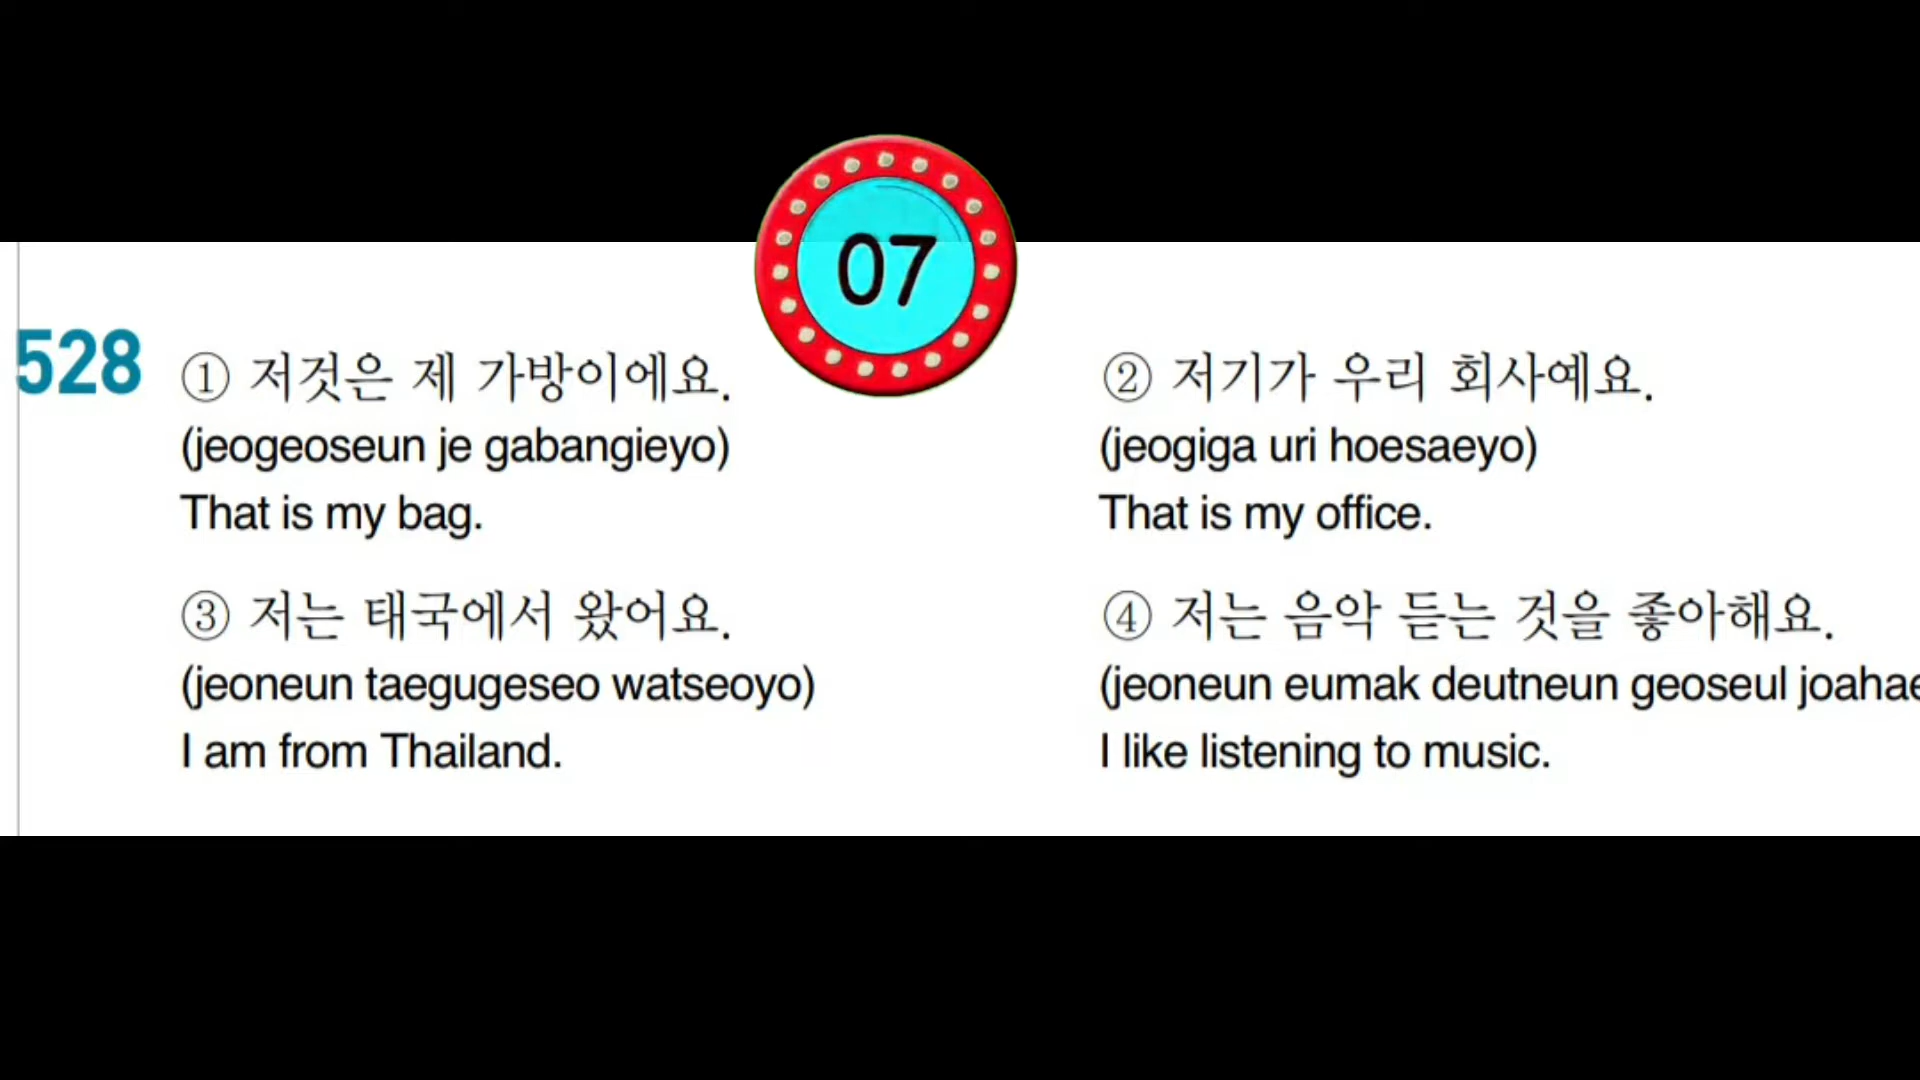 07
528
① 저것은 제 가방이에요.
(jeogeoseun je gabangieyo)
That is my bag.
② 저기가 우리 회사예요.
(jeogiga uri hoesaeyo)
That is my office.
③ 저는 태국에서 왔어요.
(jeoneun taegugeseo watseoyo)
I am from Thailand.
④ 저는 음악 듣는 것을 좋아해요.
(jeoneun eumak deutneun geoseul joahae
I like listening to music.